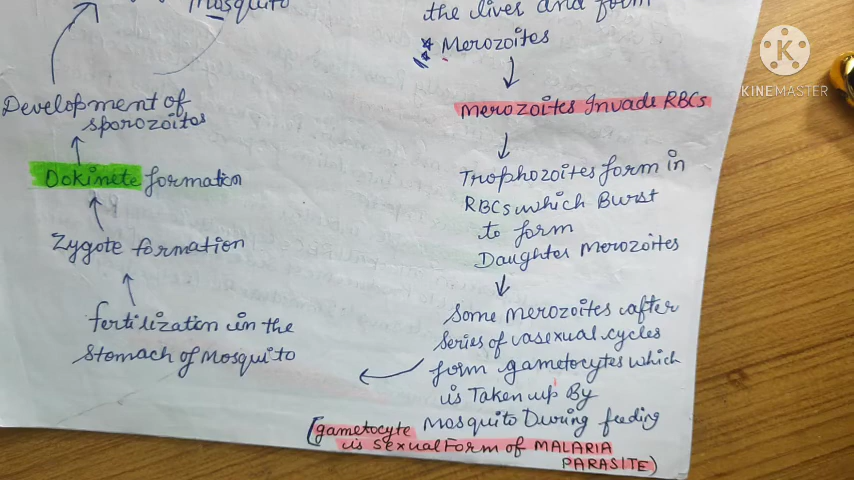 Mosquito
Development of
sporozoites
Ookinete formation
Zygote formation
fertilization in the
Stomach of Mosquito
the liver and form
Merozoites
Merozoites Invade RBCs
Trophozoites form in
RBCs which Burst
to form
Daughter Merozoites
Some merozoites after
Series of asexual cycles
form gametocytes which
is Taken up By
Mosquito During feeding
[gametocyte
is sexual Form of MALARIA
PARASITE)
K
KINEMASTER